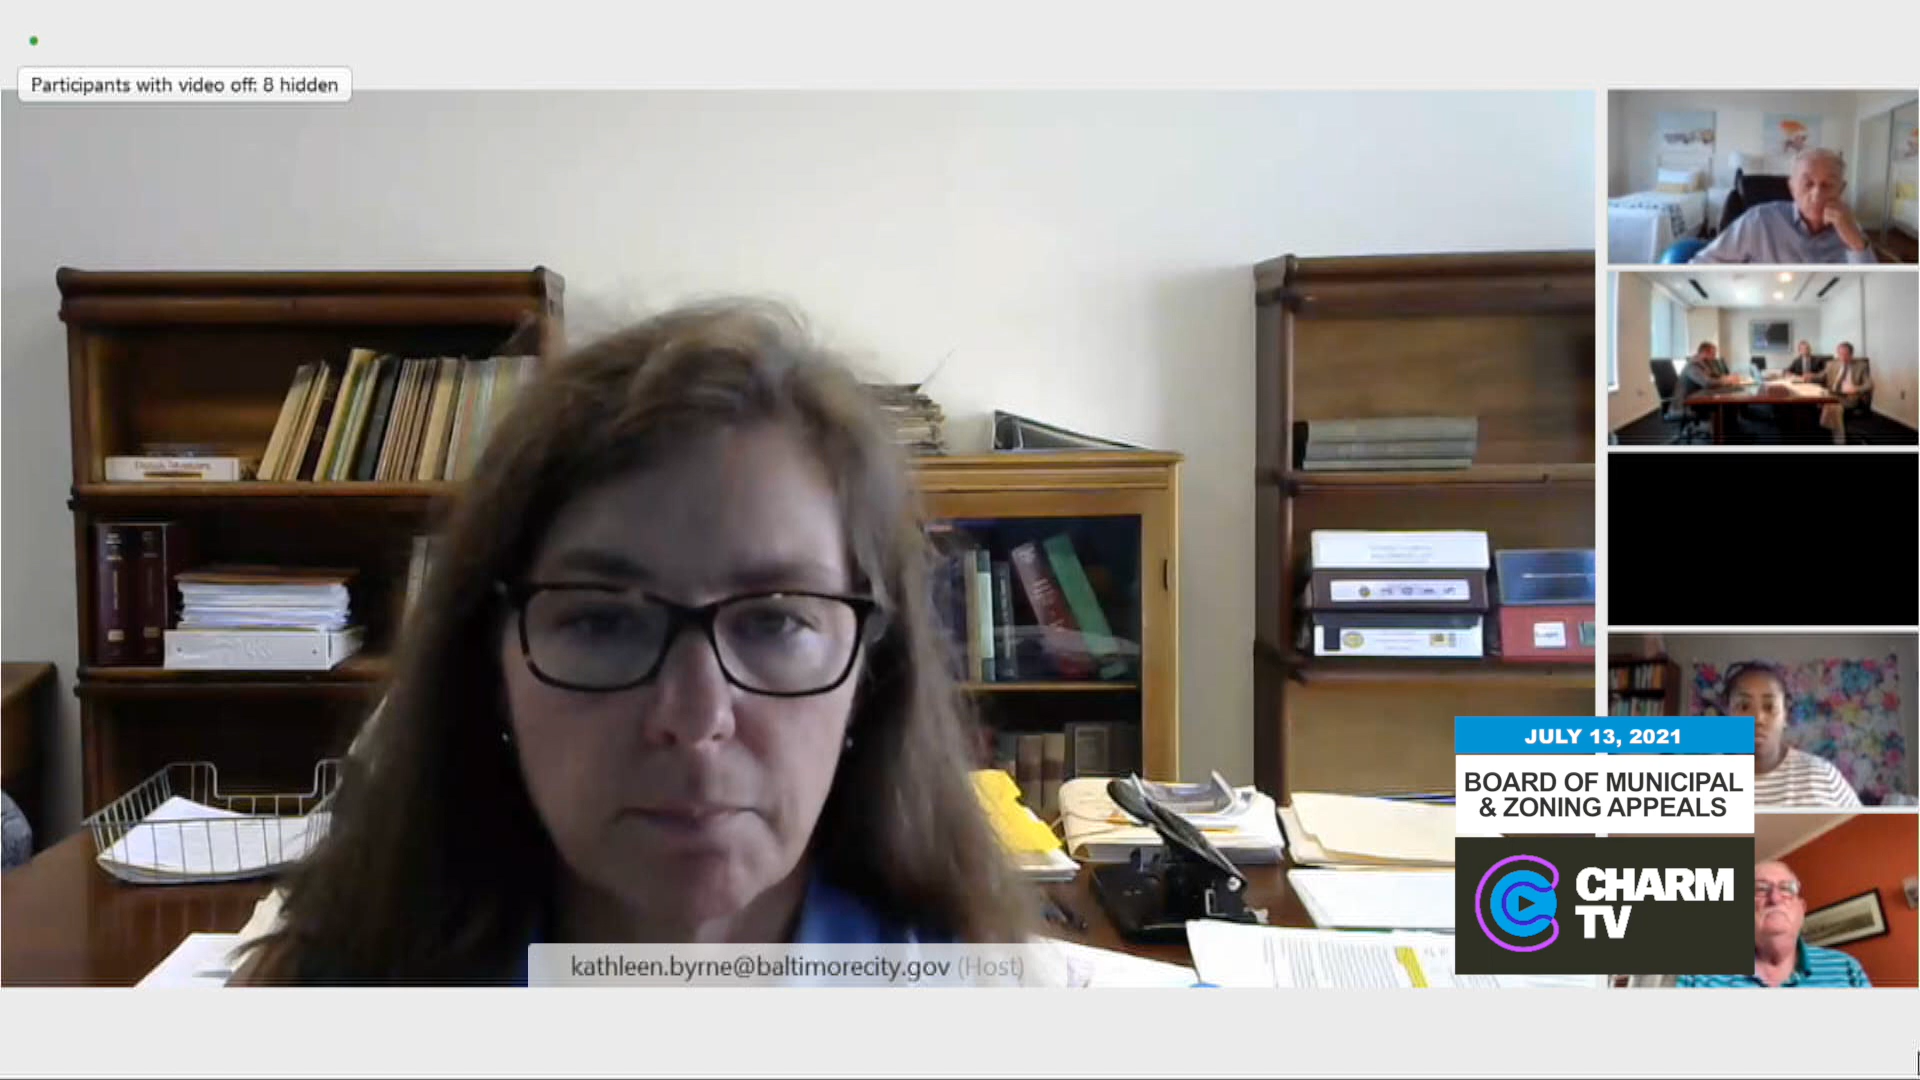 Participants with video off: 8 hidden
JULY 13, 2021
BOARD OF MUNICIPAL
& ZONING APPEALS
CHARM
TV
kathleen.byrne@baltimorecity.gov (Host)